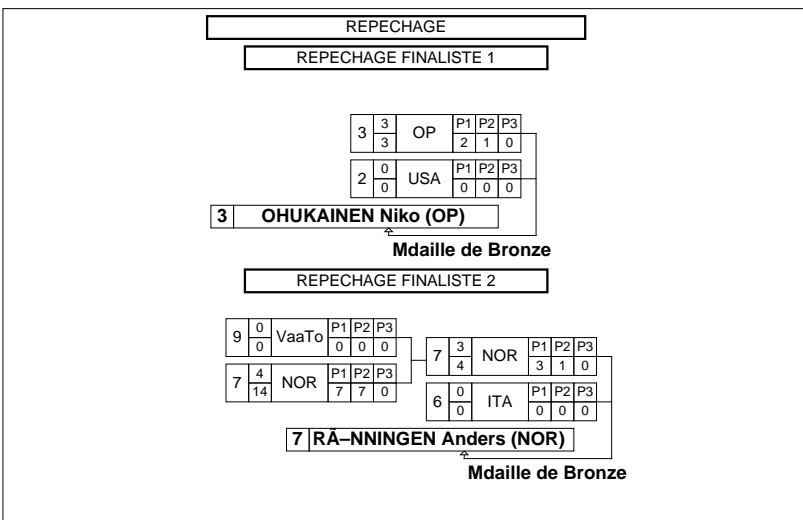 REPECHAGE
REPECHAGE FINALISTE 1
3 3 OP P1 P2 P3
3 2 1 0
2 0 USA P1 P2 P3
0 0 0 0
3 OHUKAINEN Niko (OP)
Mdaille de Bronze
REPECHAGE FINALISTE 2
9 0 VaaTo P1 P2 P3
0 0 0 0
7 4 NOR P1 P2 P3
14 7 7 0
7 3 NOR P1 P2 P3
4 3 1 0
6 0 ITA P1 P2 P3
0 0 0 0
7 RÃ–NNINGEN Anders (NOR)
Mdaille de Bronze